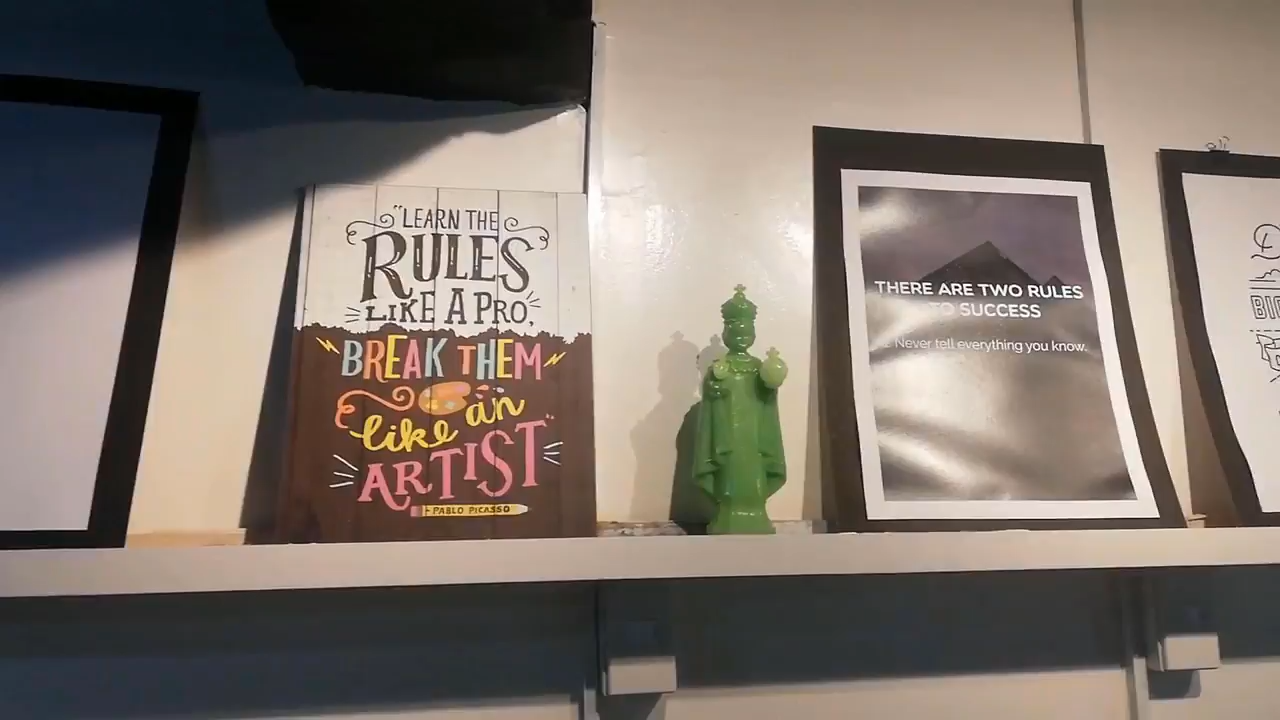 "LEARN THE
RULES
LIKE A PRO,
BREAK THEM
like an
ARTIST"
PABLO PICASSO
THERE ARE TWO RULES
TO SUCCESS
Never tell everything you know.